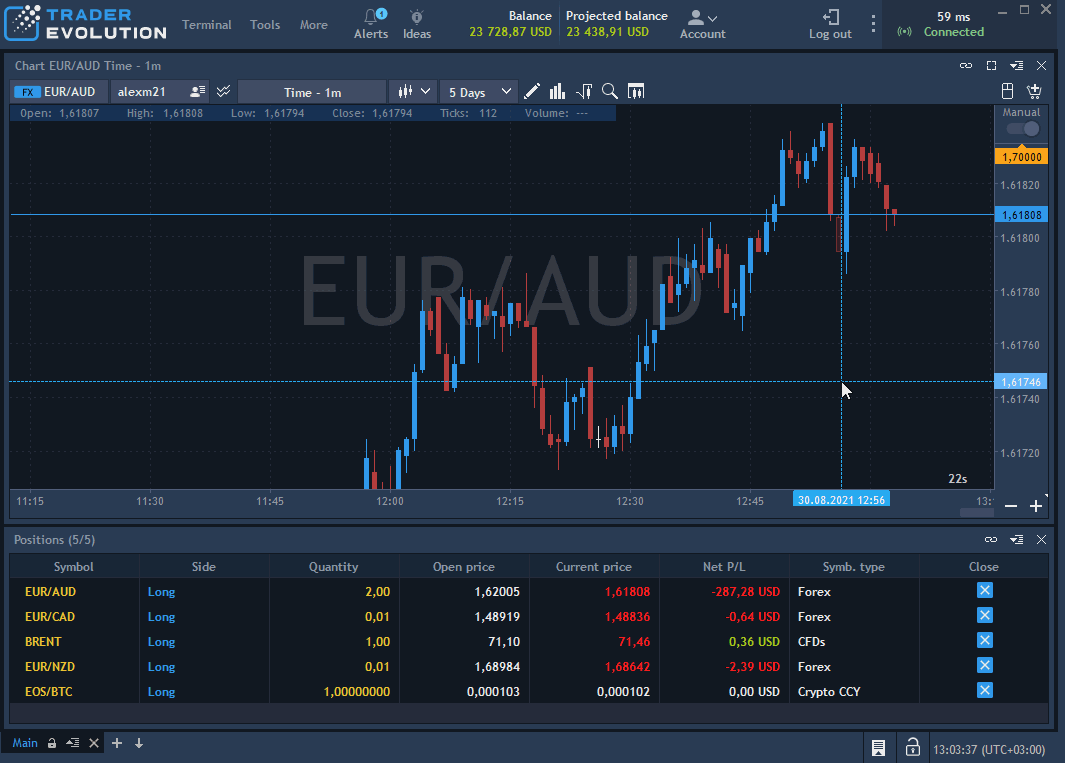 TRADER
EVOLUTION
Terminal Tools More
1
Alerts Ideas
Balance
23 728,87 USD
Projected balance
23 438,91 USD
Account
Log out
59 ms
Connected
Chart EUR/AUD Time - 1m
FX EUR/AUD alexm21 Time - 1m 5 Days
Open: 1,61807 High: 1,61808 Low: 1,61794 Close: 1,61794 Ticks: 112 Volume: ---
Manual
1,70000
1.61820
1,61808
1.61800
EUR/AUD
1.61780
1.61760
1,61746
1.61740
1.61720
22s
11:15 11:30 11:45 12:00 12:15 12:30 12:45 30.08.2021 12:56
Positions (5/5)
Symbol Side Quantity Open price Current price Net P/L Symb. type Close
EUR/AUD Long 2,00 1,62005 1,61808 -287,28 USD Forex
EUR/CAD Long 0,01 1,48919 1,48836 -0,64 USD Forex
BRENT Long 1,00 71,10 71,46 0,36 USD CFDs
EUR/NZD Long 0,01 1,68984 1,68642 -2,39 USD Forex
EOS/BTC Long 1,00000000 0,000103 0,000102 0,00 USD Crypto CCY
Main
13:03:37 (UTC+03:00)